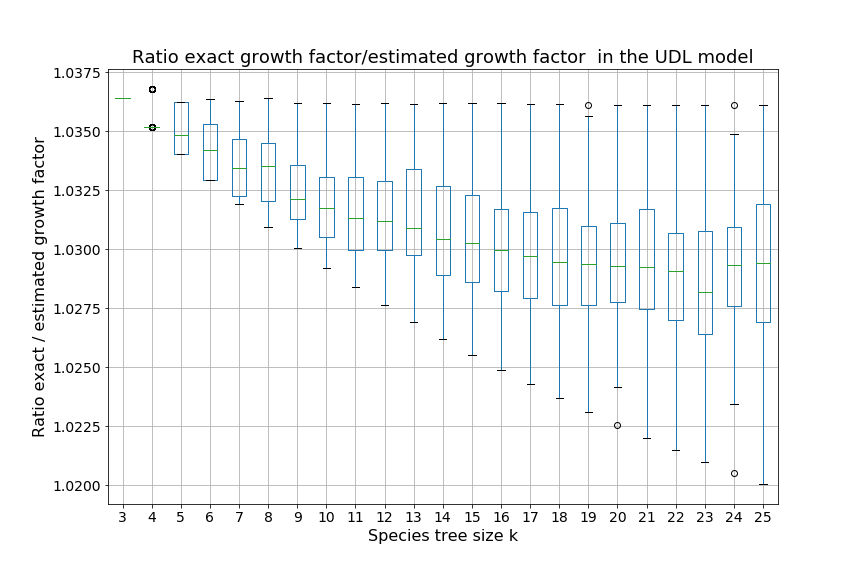 Ratio exact growth factor/estimated growth factor  in the UDL model
Ratio exact / estimated growth factor
1.0375
1.0350
1.0325
1.0300
1.0275
1.0250
1.0225
1.0200
3 4 5 6 7 8 9 10 11 12 13 14 15 16 17 18 19 20 21 22 23 24 25
Species tree size k